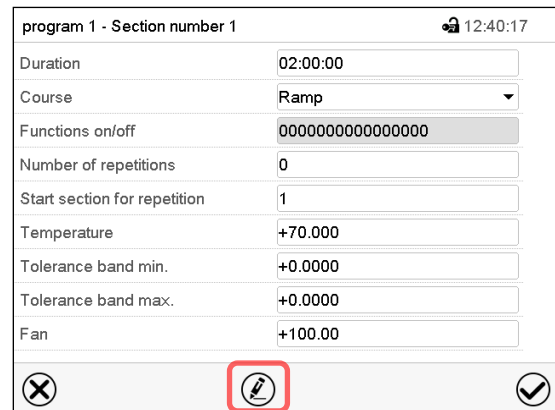 program 1 - Section number 1 12:40:17
Duration 02:00:00
Course Ramp
Functions on/off 0000000000000000
Number of repetitions 0
Start section for repetition 1
Temperature +70.000
Tolerance band min. +0.0000
Tolerance band max. +0.0000
Fan +100.00